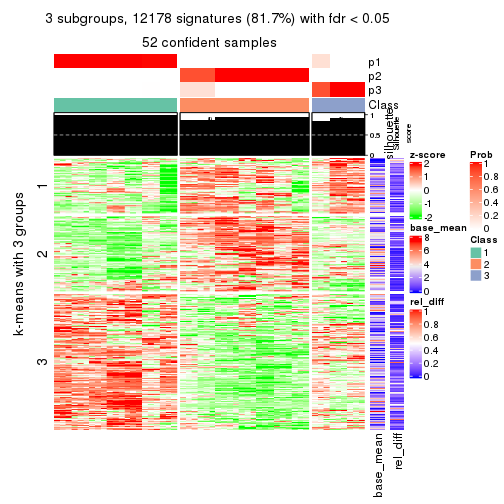 3 subgroups, 12178 signatures (81.7%) with fdr < 0.05
52 confident samples
p1
p2
p3
Class
1
0.5
0
silhouette
Silhouette
score
k-means with 3 groups
1
2
3
base_mean
rel_diff
z-score
2
1
0
-1
-2
base_mean
8
6
4
2
0
rel_diff
1
0.8
0.6
0.4
0.2
0
Prob
1
0.8
0.6
0.4
0.2
0
Class
1
2
3